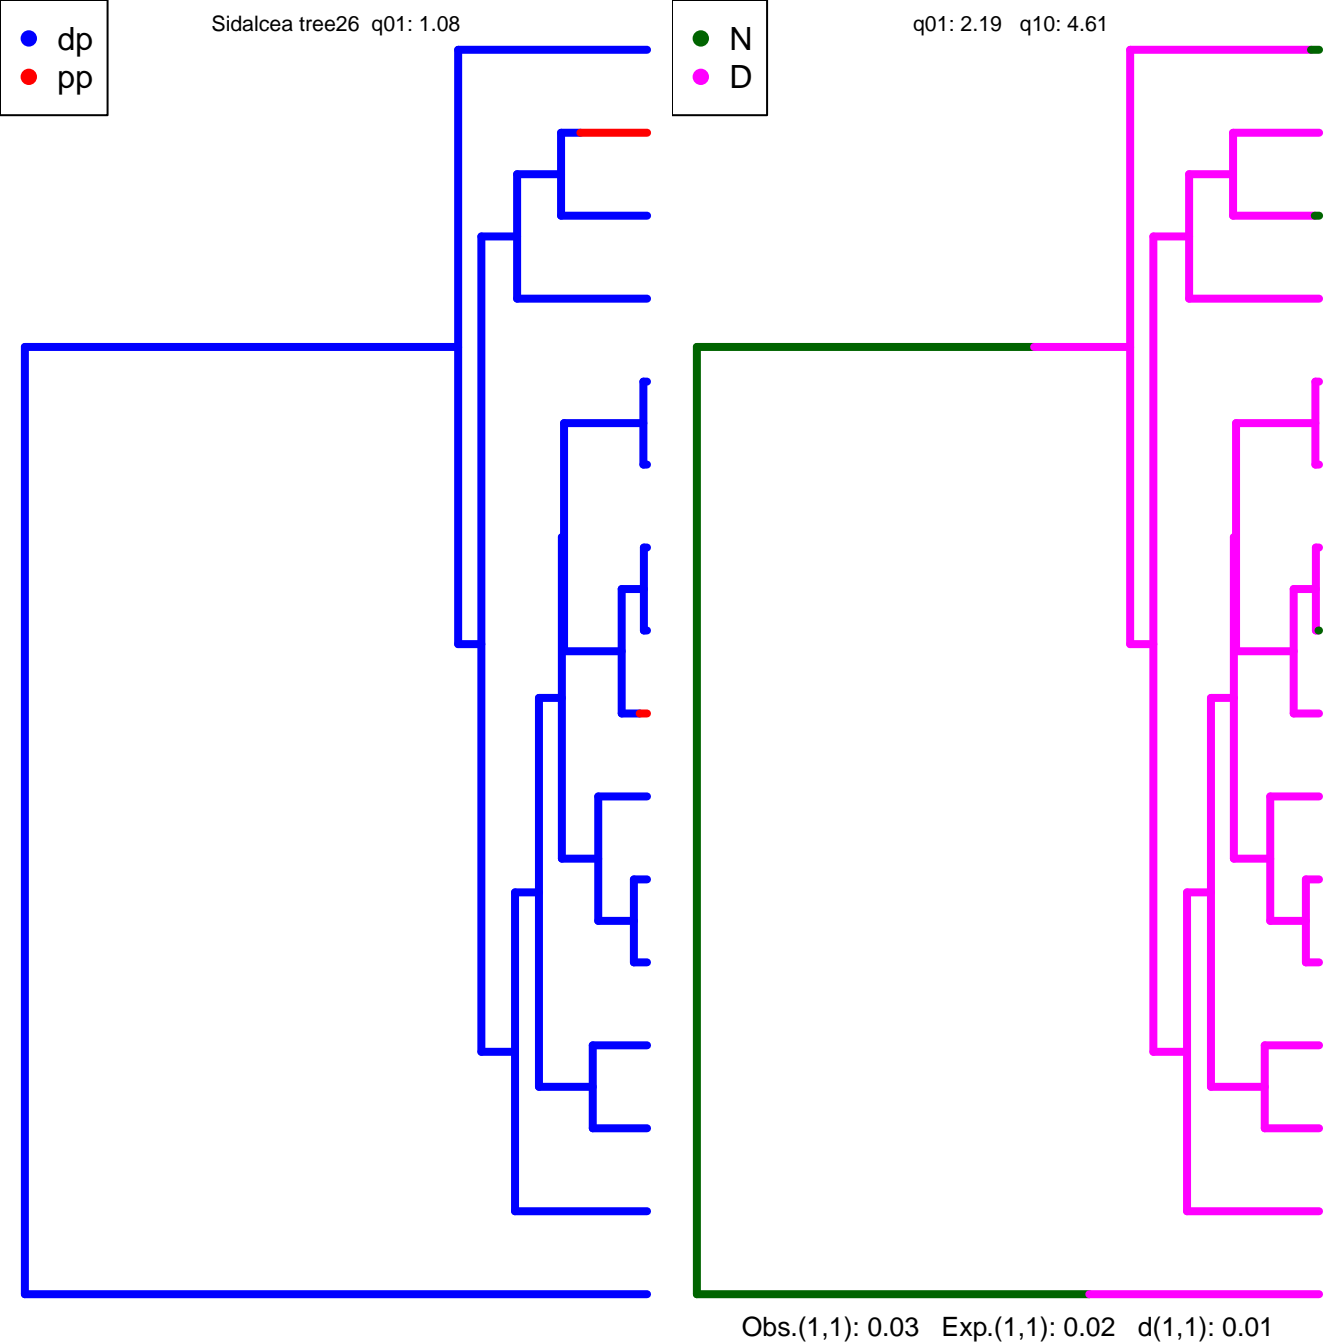 dp
pp
Sidalcea tree26  q01: 1.08
N
D
q01: 2.19   q10: 4.61
Obs.(1,1): 0.03   Exp.(1,1): 0.02   d(1,1): 0.01